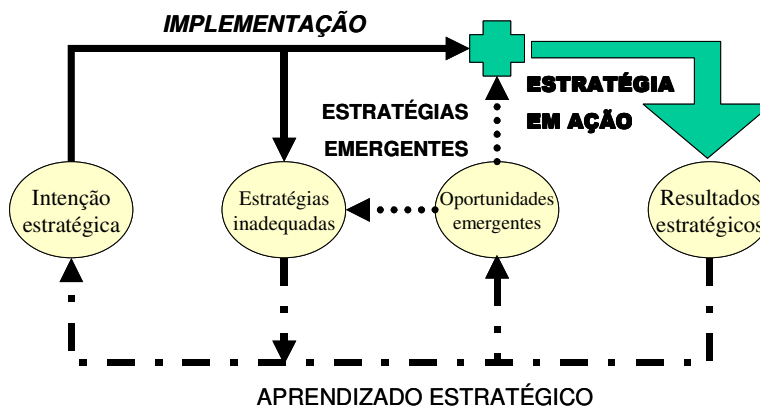 IMPLEMENTAÇÃO
ESTRATÉGIA
EM AÇÃO
ESTRATÉGIAS
EMERGENTES
Intenção
estratégica
Estratégias
inadequadas
Oportunidades
emergentes
Resultados
estratégicos
APRENDIZADO ESTRATÉGICO